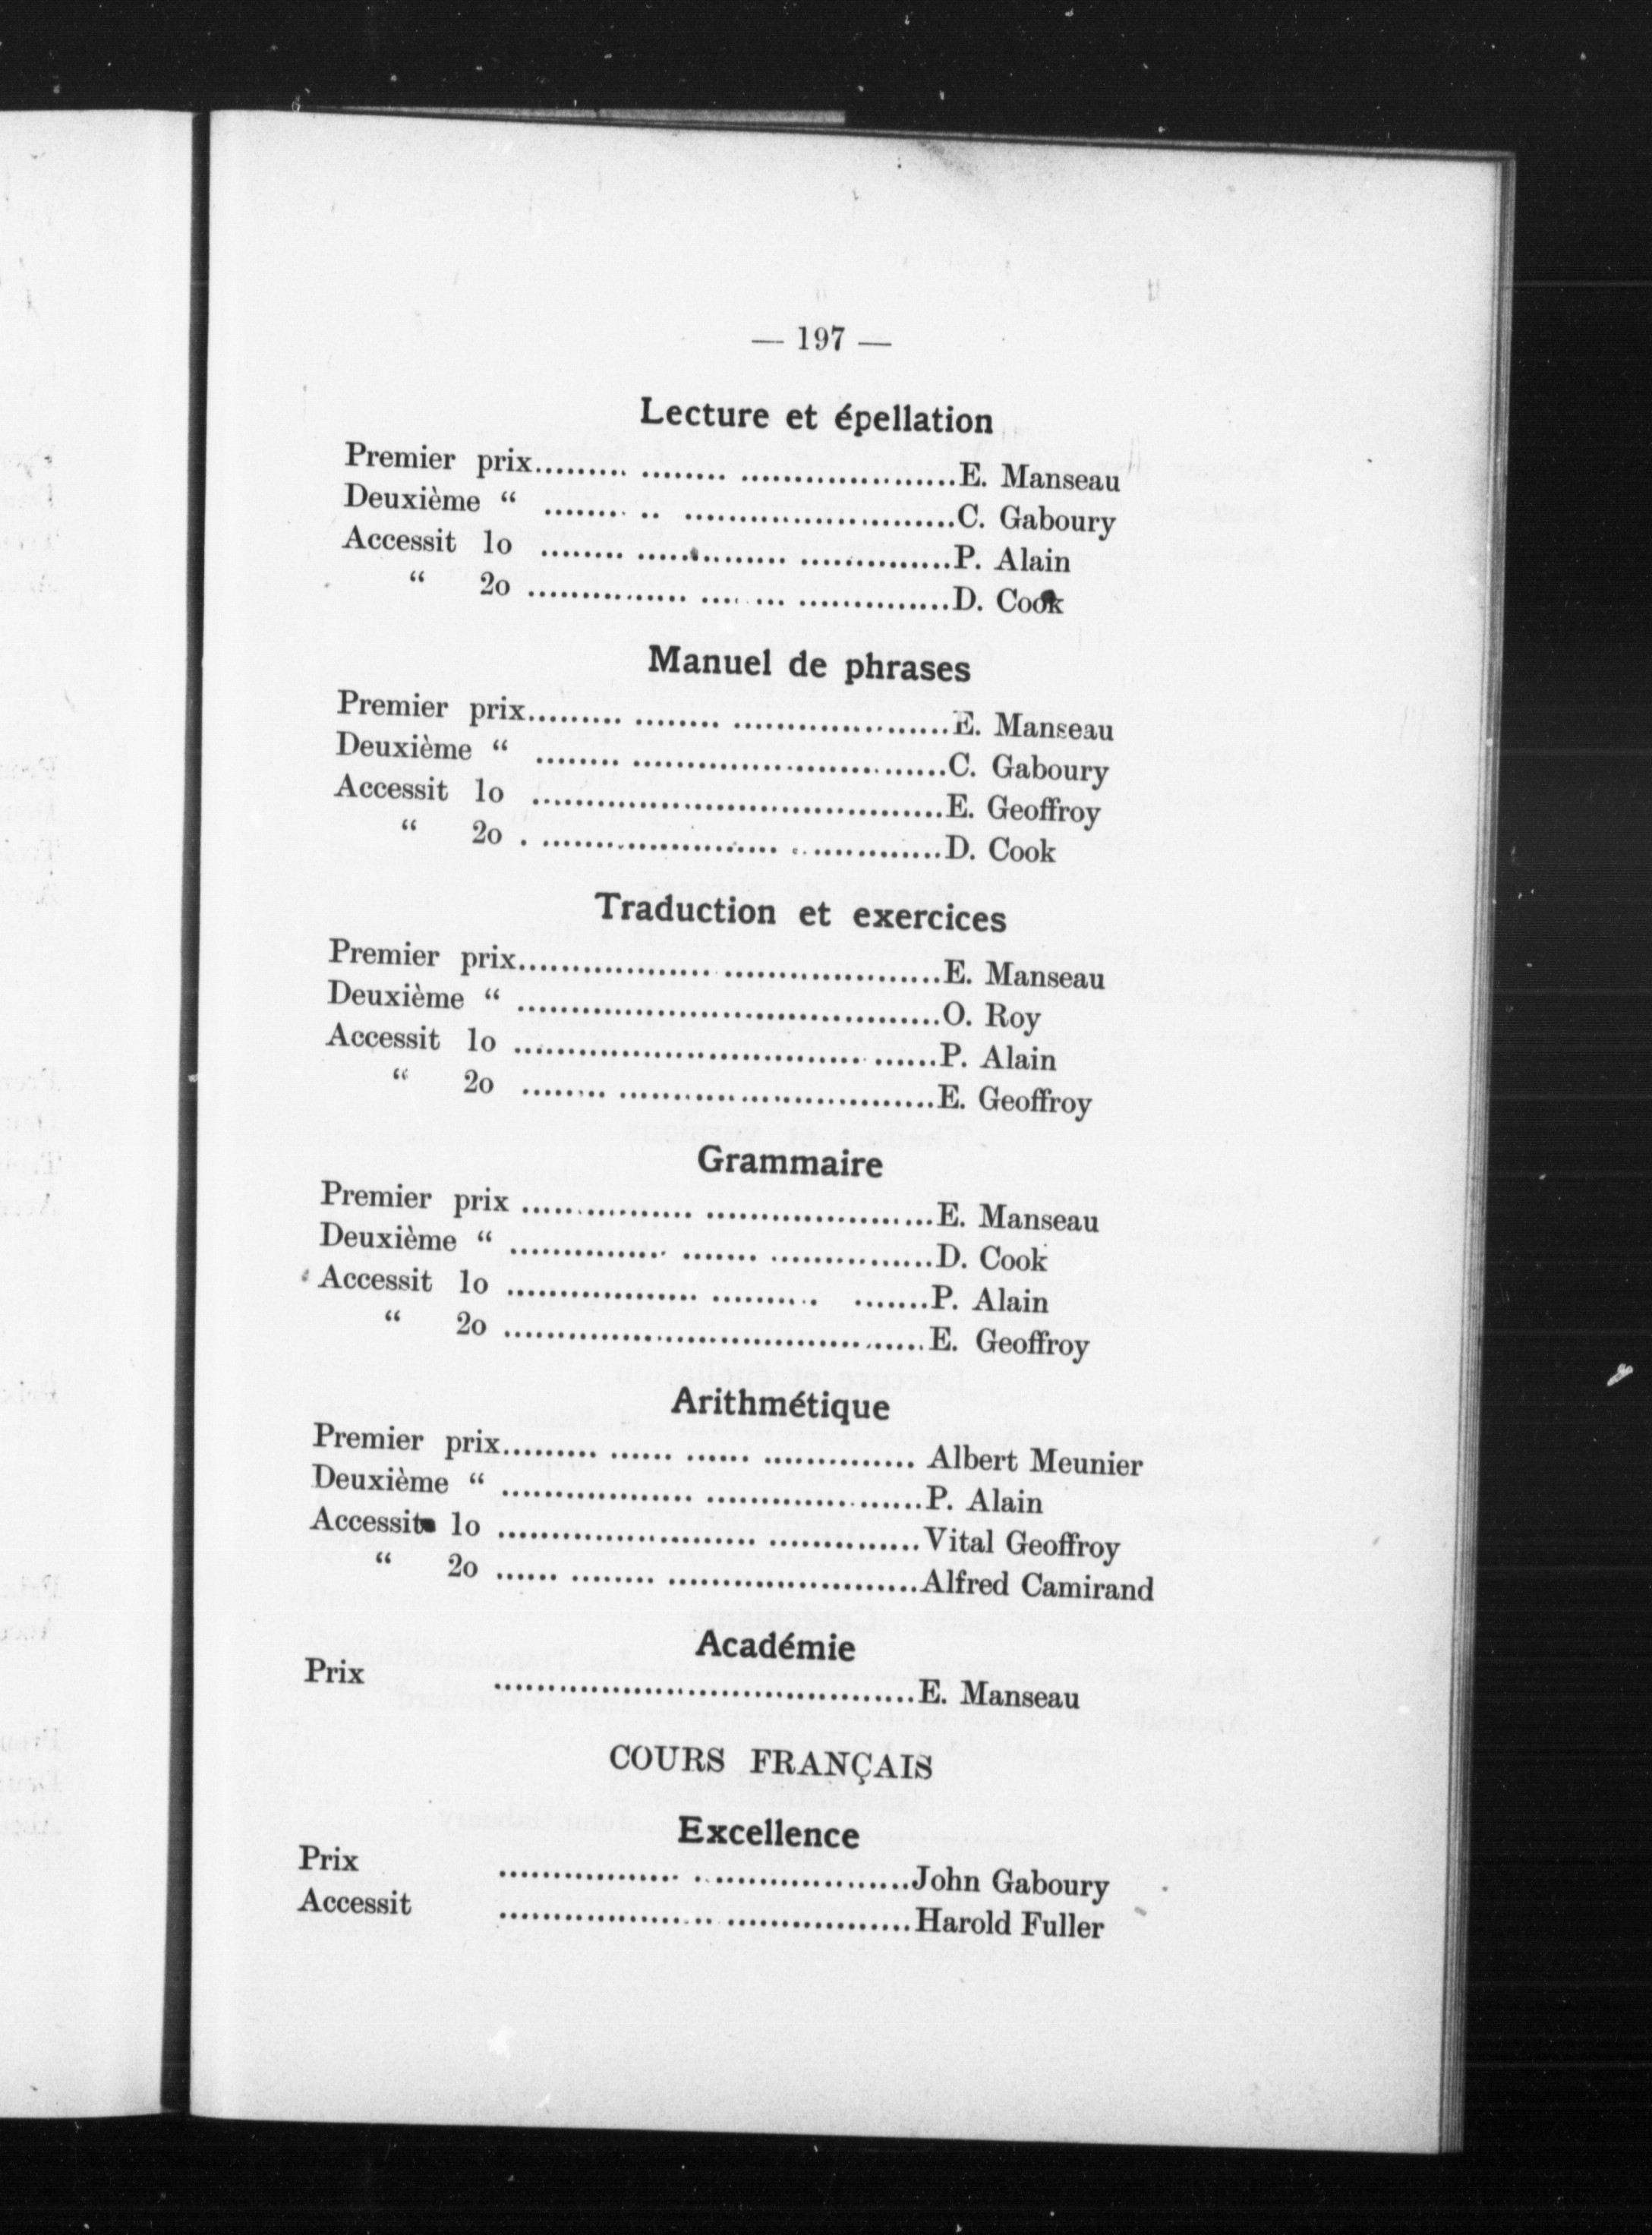 — 197 —
Lecture et épellation
Premier prix......... ........ .....................E. Manseau
Deuxième “ ........ .. ..........................C. Gaboury
Accessit 1o ........ .............. ...............P. Alain
“ 2o ............... .... ... ...............D. Cook
Manuel de phrases
Premier prix......... ........ .....................E. Manseau
Deuxième “ ........ ..............................C. Gaboury
Accessit 1o .......................................E. Geoffroy
“ 2o . ...................... . .............D. Cook
Traduction et exercices
Premier prix................... .....................E. Manseau
Deuxième “ ........................................O. Roy
Accessit 1o ................................. ......P. Alain
“ 2o ........ ..............................E. Geoffroy
Grammaire
Premier prix ................ ......................E. Manseau
Deuxième “ ............... ....... ...............D. Cook
Accessit 1o .................. .......... .......P. Alain
“ 2o ........................................E. Geoffroy
Arithmétique
Premier prix......... ...... ...... .............. Albert Meunier
Deuxième “ .................. .....................P. Alain
Accessit 1o ........................ ..............Vital Geoffroy
“ 2o ...... ........ ........................Alfred Camirand
Académie
Prix ........................................E. Manseau
COURS FRANÇAIS
Excellence
Prix ................. ....................John Gaboury
Accessit .................... .................Harold Fuller